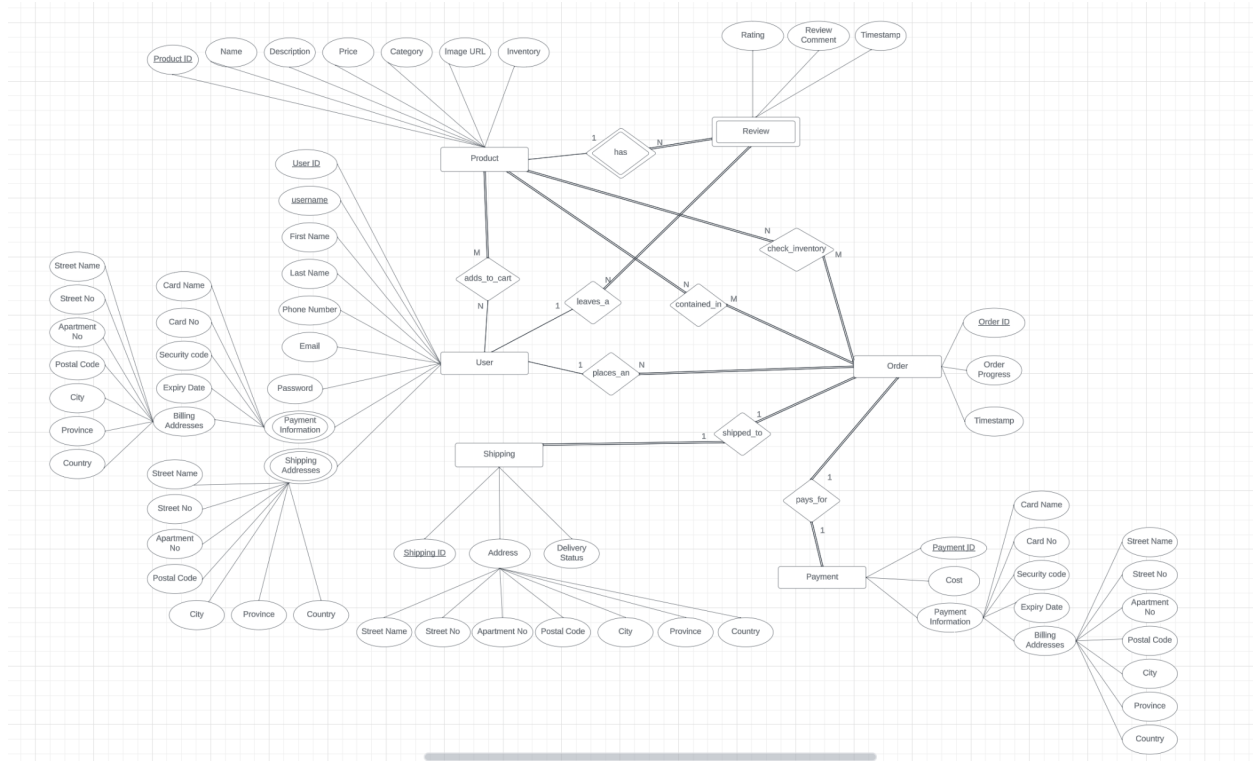 Rating
Review
Comment
Timestamp
Product ID
Name
Description
Price
Category
Image URL
Inventory
Review
1
N
has
Product
User ID
username
First Name
Last Name
Phone Number
Email
Password
Payment
Information
Shipping
Addresses
M
adds_to_cart
N
N
check_inventory
M
N
leaves_a
1
N
contained_in
M
Street Name
Street No
Apartment
No
Postal Code
City
Province
Country
Card Name
Card No
Security code
Expiry Date
Billing
Addresses
User
1
places_an
N
Order
Order ID
Order
Progress
Timestamp
1
shipped_to
1
Shipping
Street Name
Street No
Apartment
No
Postal Code
City
Province
Country
Shipping ID
Address
Delivery
Status
Street Name
Street No
Apartment No
Postal Code
City
Province
Country
1
pays_for
1
Payment
Payment ID
Cost
Payment
Information
Card Name
Card No
Security code
Expiry Date
Billing
Addresses
Street Name
Street No
Apartment
No
Postal Code
City
Province
Country